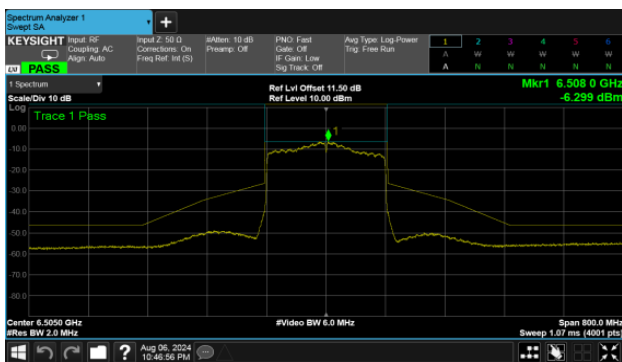 Spectrum Analyzer 1
Swept SA
+
KEYSIGHT Input: RF Input Z: 50 Ω #Atten: 10 dB PNO: Fast Avg Type: Log-Power 1 2 3 4 5 6
Coupling: AC Corrections: On Preamp: Off Gate: Off Trig: Free Run A W W W W W
Align: Auto Freq Ref: Int (S) IF Gain: Low A N N N N N
LXI PASS Sig Track: Off
1 Spectrum Ref Lvl Offset 11.50 dB Mkr1 6.508 0 GHz
Scale/Div 10 dB Ref Level 10.00 dBm -6.299 dBm
Log
Trace 1 Pass
0.00
1
-10.0
-20.0
-30.0
-40.0
-50.0
-60.0
-70.0
-80.0
Center 6.5050 GHz #Video BW 6.0 MHz Span 800.0 MHz
#Res BW 2.0 MHz Sweep 1.07 ms (4001 pts)
? Aug 06, 2024
10:46:56 PM